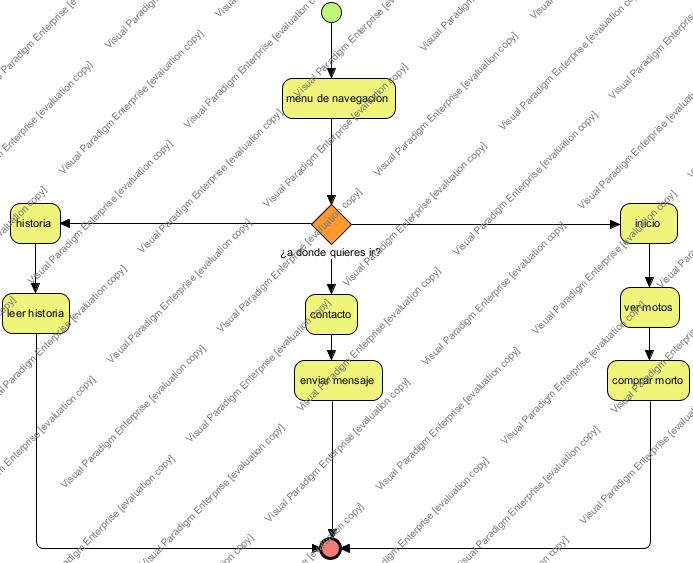 menu de navegacion
historia
inicio
¿a donde quieres ir?
leer historia
contacto
ver motos
enviar mensaje
comprar morto
Visual Paradigm Enterprise [evaluation copy]